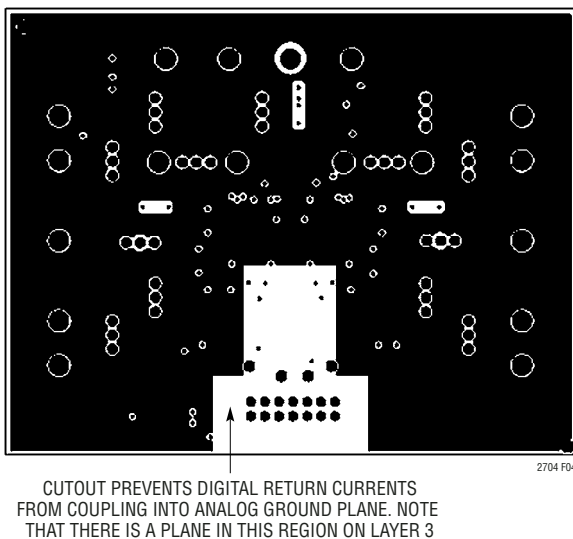 2704 F04
CUTOUT PREVENTS DIGITAL RETURN CURRENTS
FROM COUPLING INTO ANALOG GROUND PLANE. NOTE
THAT THERE IS A PLANE IN THIS REGION ON LAYER 3